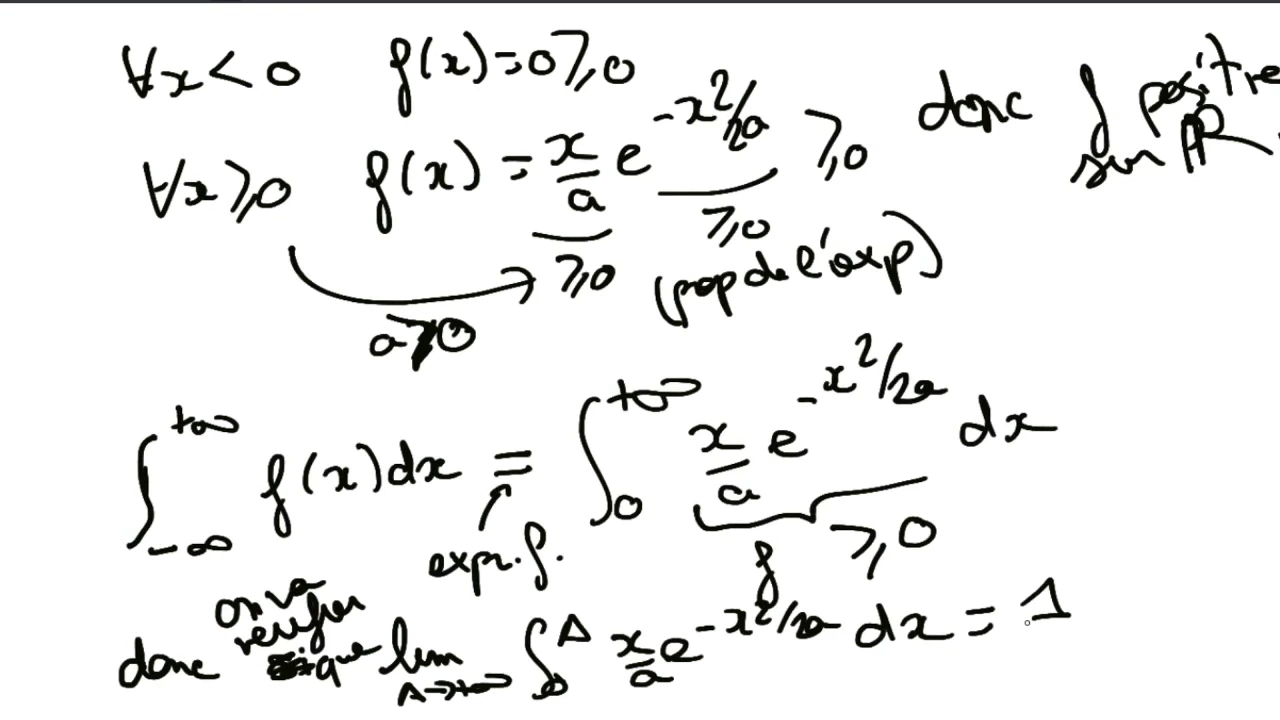 ∀x < 0 f(x) = 0 ⩾ 0
∀x ⩾ 0 f(x) = x/a e^(-x²/2a) ⩾ 0 donc f positive
sur ℝ
⩾ 0 ⩾ 0
(prop de l'exp)
a > 0
∫_{-∞}^{+∞} f(x) dx = ∫_0^{+∞} x/a e^(-x²/2a) dx
expr. f. f ⩾ 0
on va
vérifier
donc que lim_{A→+∞} ∫_0^A x/a e^(-x²/2a) dx = 1